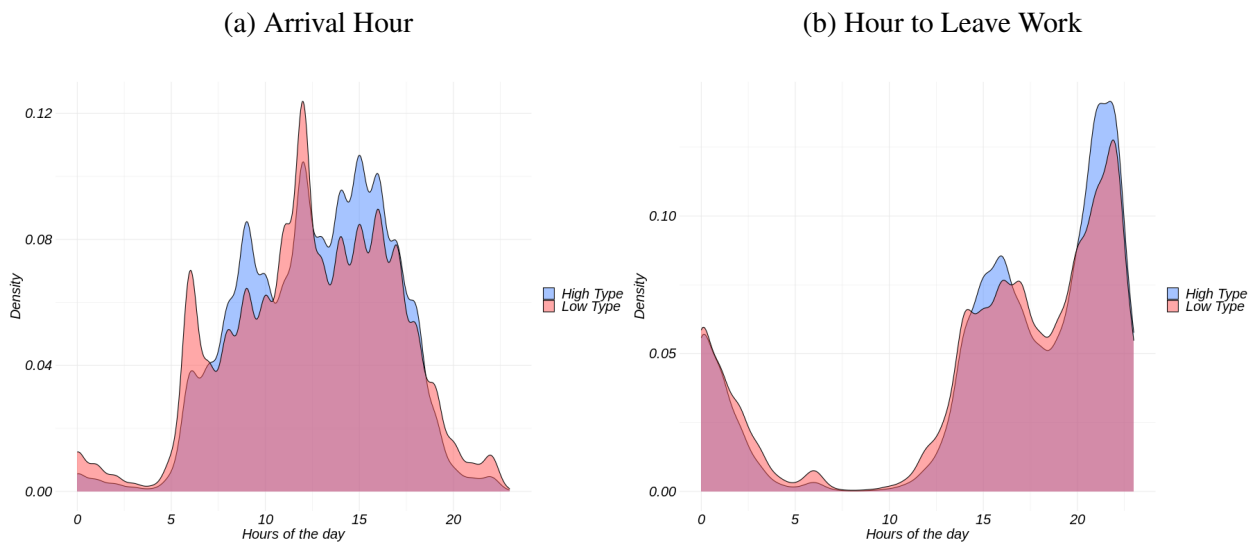 (a) Arrival Hour
0.12
0.08
0.04
0.00
Density
0
5
10
15
20
Hours of the day
High Type
Low Type
(b) Hour to Leave Work
0.10
0.05
0.00
Density
0
5
10
15
20
Hours of the day
High Type
Low Type